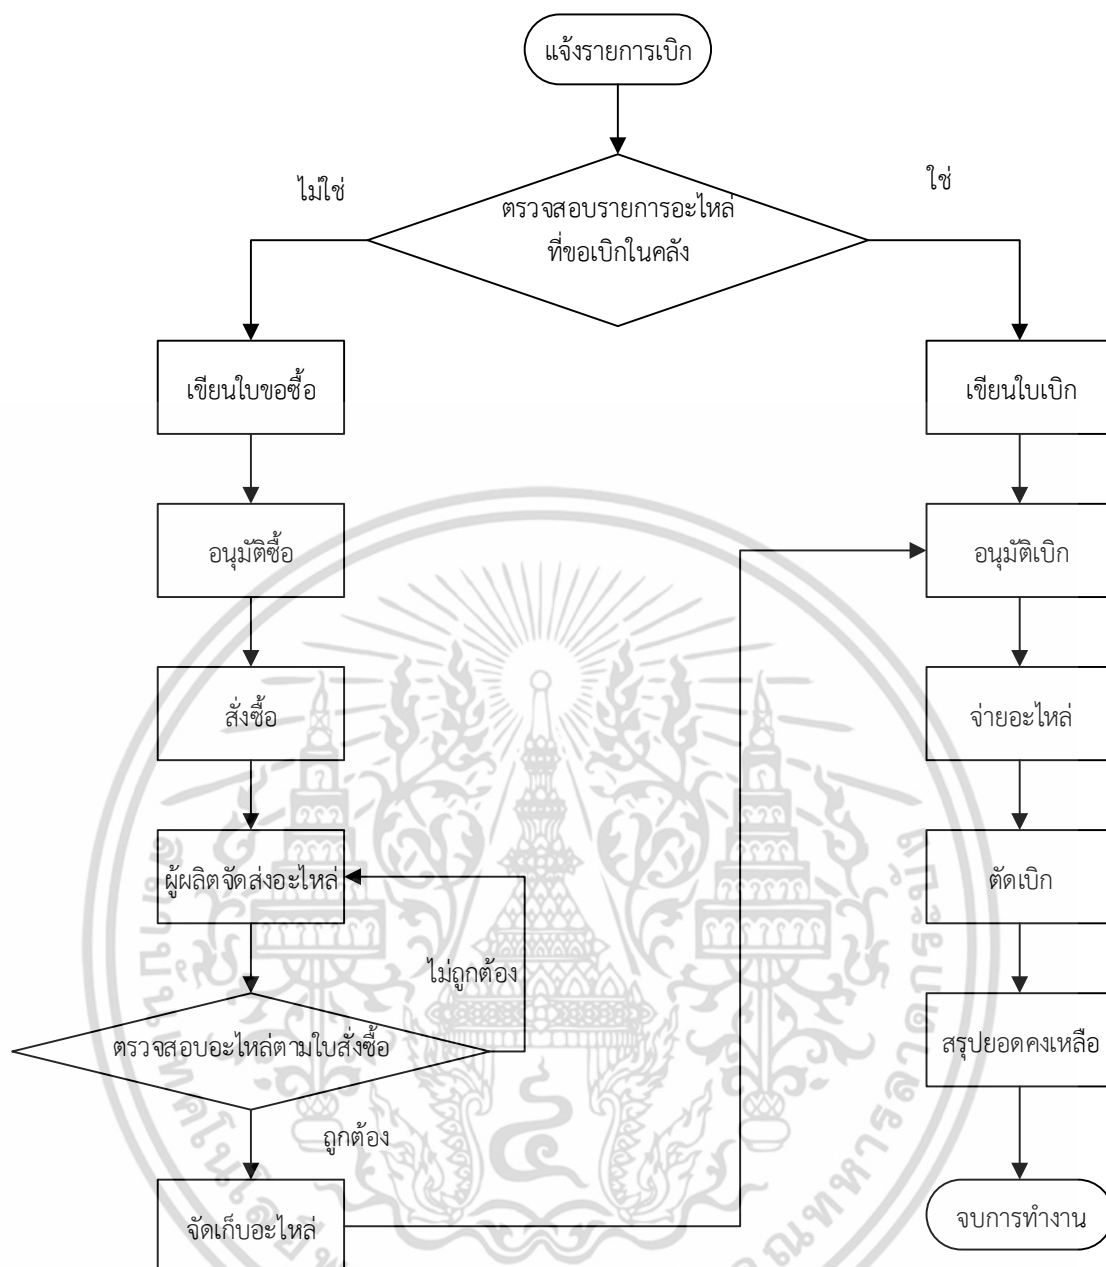 แจ้งรายการเบิก
ไม่ใช่
ใช่
ตรวจสอบรายการอะไหล่
ที่ขอเบิกในคลัง
เขียนใบขอซื้อ
เขียนใบเบิก
อนุมัติซื้อ
อนุมัติเบิก
สั่งซื้อ
จ่ายอะไหล่
ผู้ผลิตจัดส่งอะไหล่
ตัดเบิก
ไม่ถูกต้อง
ตรวจสอบอะไหล่ตามใบสั่งซื้อ
สรุปยอดคงเหลือ
ถูกต้อง
จัดเก็บอะไหล่
จบการทำงาน